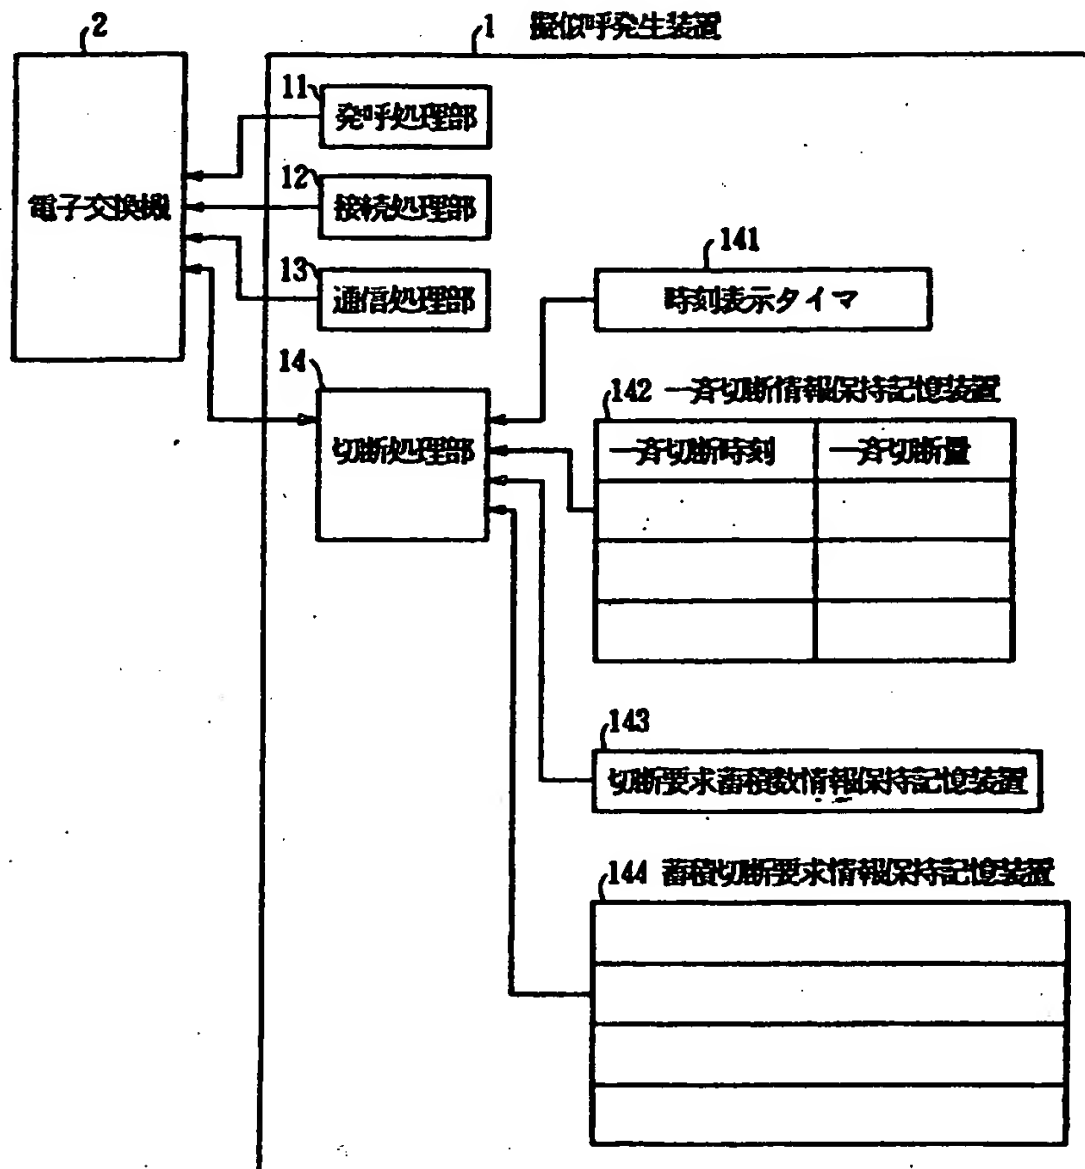 2
1 擬似呼発生装置
11
発呼処理部
電子交換機
12
接続処理部
13
通信処理部
141
時刻表示タイマ
14
切断処理部
142 一斉切断情報保持記憶装置
一斉切断時刻 一斉切断量
143
切断要求蓄積数情報保持記憶装置
144 蓄積切断要求情報保持記憶装置